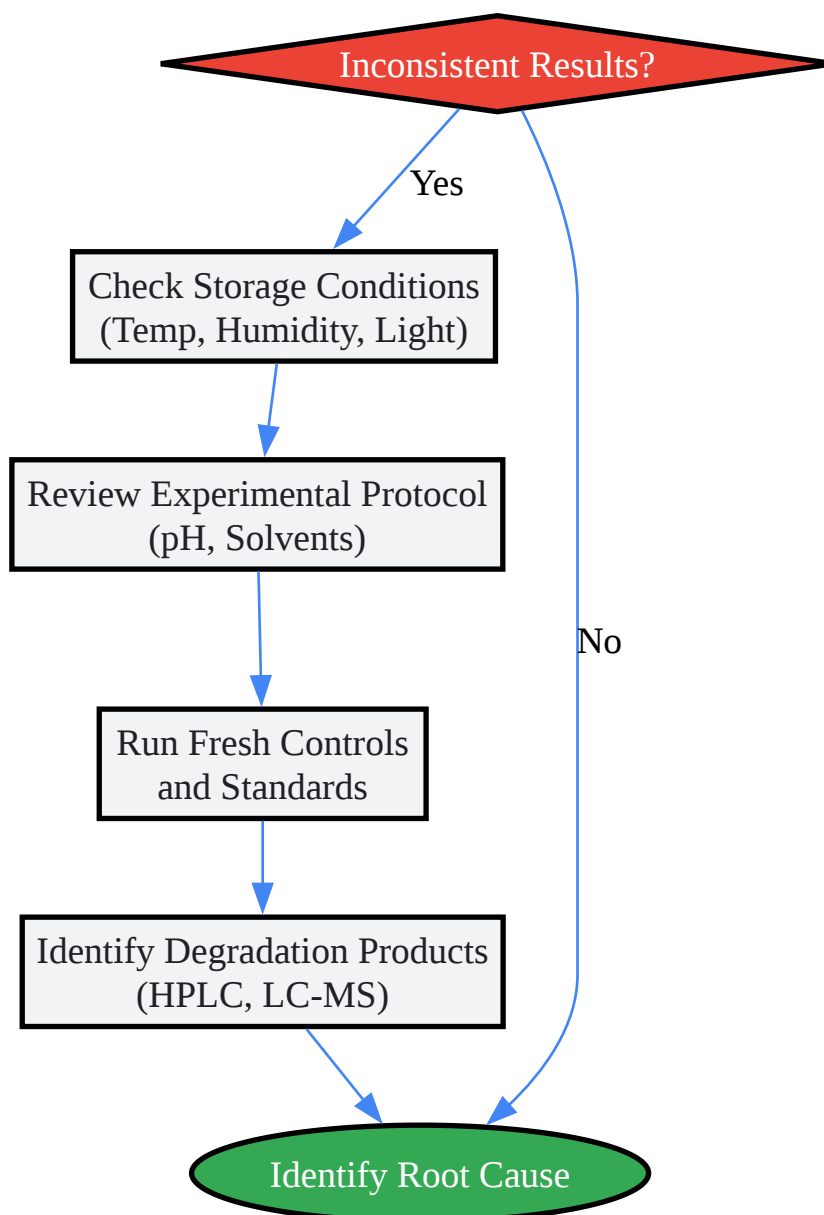 Inconsistent Results?
Yes
Check Storage Conditions
(Temp, Humidity, Light)
Review Experimental Protocol
(pH, Solvents)
No
Run Fresh Controls
and Standards
Identify Degradation Products
(HPLC, LC-MS)
Identify Root Cause